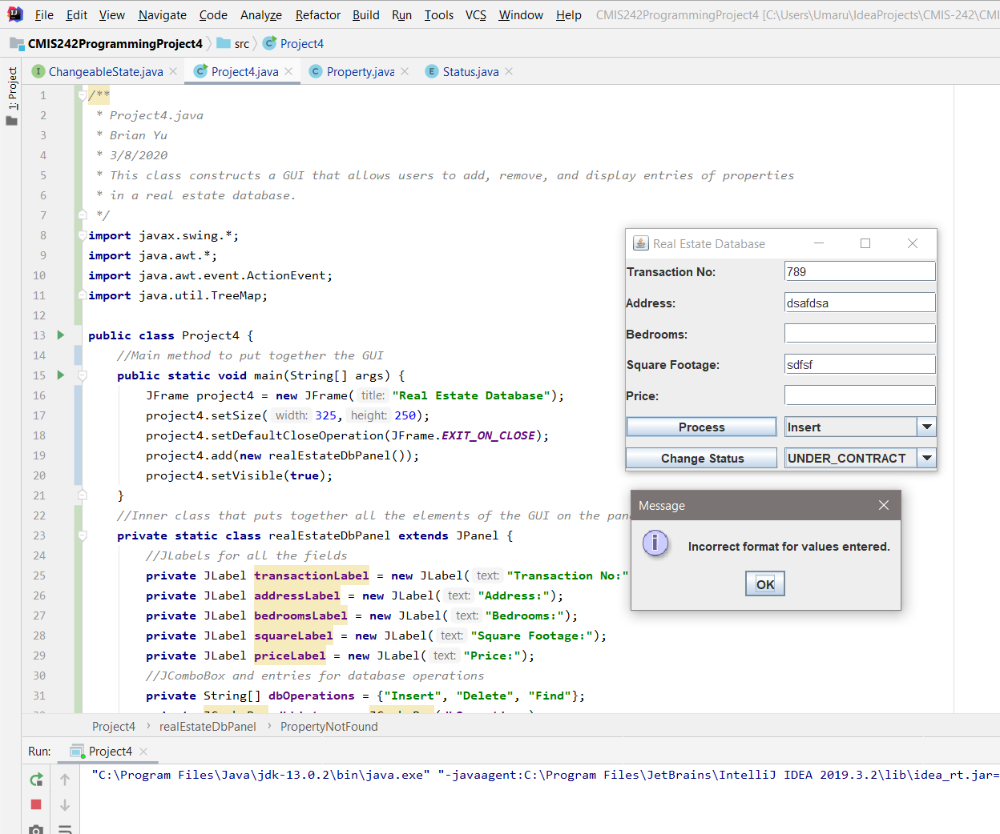 File Edit View Navigate Code Analyze Refactor Build Run Tools VCS Window Help CMIS242ProgrammingProject4 [C:\Users\Umaru\IdeaProjects\CMIS-242\CMI
CMIS242ProgrammingProject4 src Project4
ChangeableState.java Project4.java Property.java Status.java
1: Project
1 /**
2 * Project4.java
3 * Brian Yu
4 * 3/8/2020
5 * This class constructs a GUI that allows users to add, remove, and display entries of properties
6 * in a real estate database.
7 */
8 import javax.swing.*;
9 import java.awt.*;
10 import java.awt.event.ActionEvent;
11 import java.util.TreeMap;
12
13 public class Project4 {
14 //Main method to put together the GUI
15 public static void main(String[] args) {
16 JFrame project4 = new JFrame( title: "Real Estate Database");
17 project4.setSize( width: 325, height: 250);
18 project4.setDefaultCloseOperation(JFrame.EXIT_ON_CLOSE);
19 project4.add(new realEstateDbPanel());
20 project4.setVisible(true);
21 }
22 //Inner class that puts together all the elements of the GUI on the pan
23 private static class realEstateDbPanel extends JPanel {
24 //JLabels for all the fields
25 private JLabel transactionLabel = new JLabel( text: "Transaction No:"
26 private JLabel addressLabel = new JLabel( text: "Address:");
27 private JLabel bedroomsLabel = new JLabel( text: "Bedrooms:");
28 private JLabel squareLabel = new JLabel( text: "Square Footage:");
29 private JLabel priceLabel = new JLabel( text: "Price:");
30 //JComboBox and entries for database operations
31 private String[] dbOperations = {"Insert", "Delete", "Find"};
Real Estate Database
Transaction No: 789
Address: dsafdsa
Bedrooms:
Square Footage: sdfsf
Price:
Process Insert
Change Status UNDER_CONTRACT
Message
Incorrect format for values entered.
OK
Project4 realEstateDbPanel PropertyNotFound
Run: Project4
"C:\Program Files\Java\jdk-13.0.2\bin\java.exe" "-javaagent:C:\Program Files\JetBrains\IntelliJ IDEA 2019.3.2\lib\idea_rt.jar=